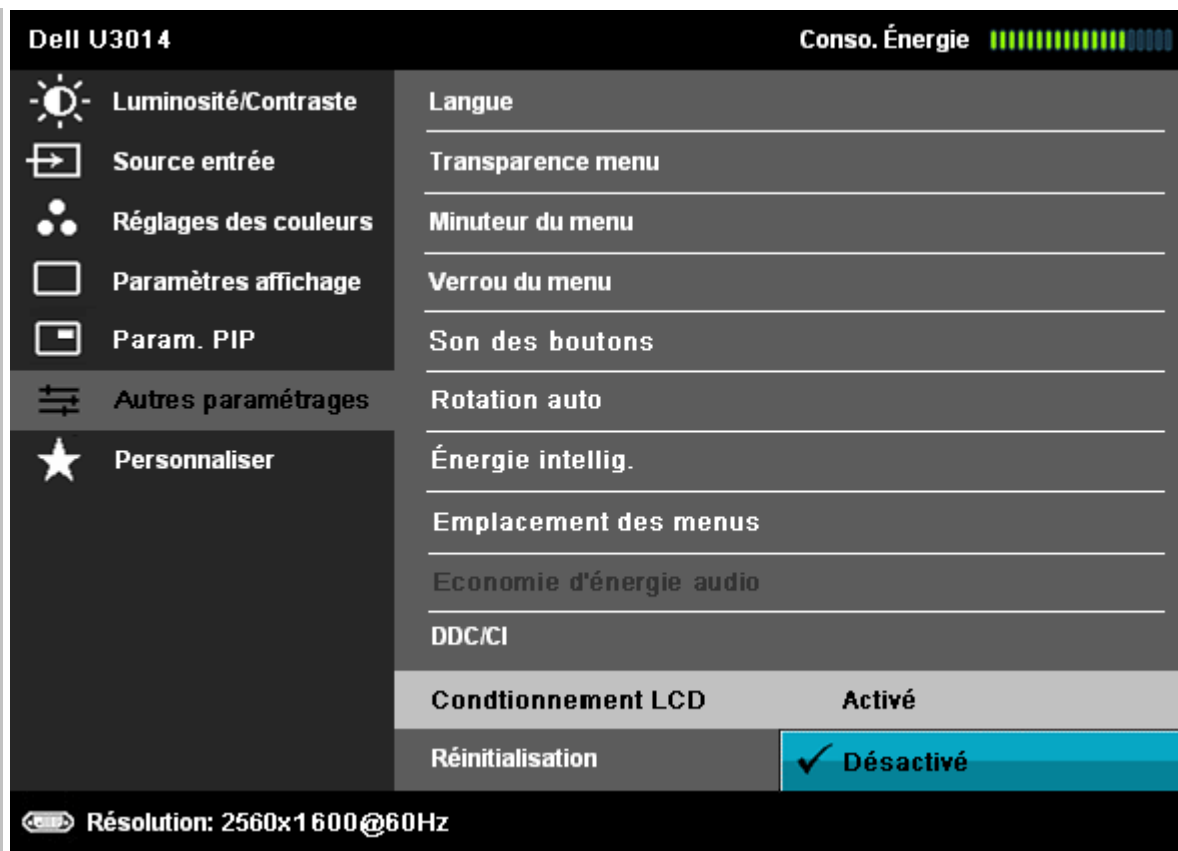 Dell U3014 Conso. Énergie
Luminosité/Contraste Langue
Source entrée Transparence menu
Réglages des couleurs Minuteur du menu
Paramètres affichage Verrou du menu
Param. PIP Son des boutons
Autres paramétrages Rotation auto
Personnaliser Énergie intellig.
Emplacement des menus
Economie d'énergie audio
DDC/CI
Condtionnement LCD Activé
Réinitialisation Désactivé
Résolution: 2560x1600@60Hz